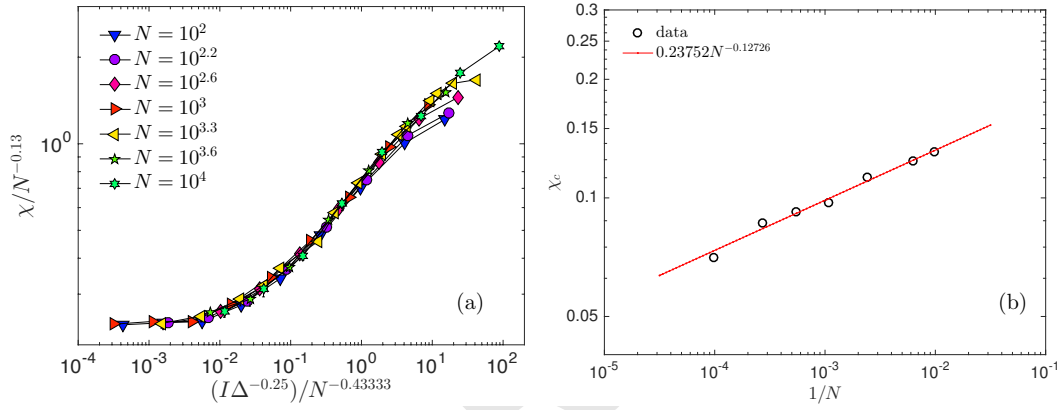 N = 10^2
N = 10^{2.2}
N = 10^{2.6}
N = 10^3
N = 10^{3.3}
N = 10^{3.6}
N = 10^4
χ/N^{-0.13}
10^0
(a)
10^{-4} 10^{-3} 10^{-2} 10^{-1} 10^0 10^1 10^2
(IΔ^{-0.25})/N^{-0.43333}
data
0.23752N^{-0.12726}
χ_c
0.3
0.25
0.2
0.15
0.1
0.05
(b)
10^{-5} 10^{-4} 10^{-3} 10^{-2} 10^{-1}
1/N